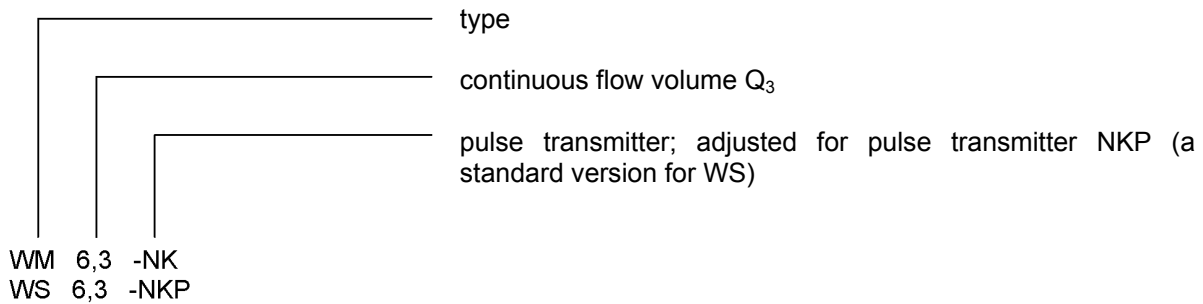 type
continuous flow volume Q₃
pulse transmitter; adjusted for pulse transmitter NKP (a
standard version for WS)
WM 6,3 -NK
WS 6,3 -NKP